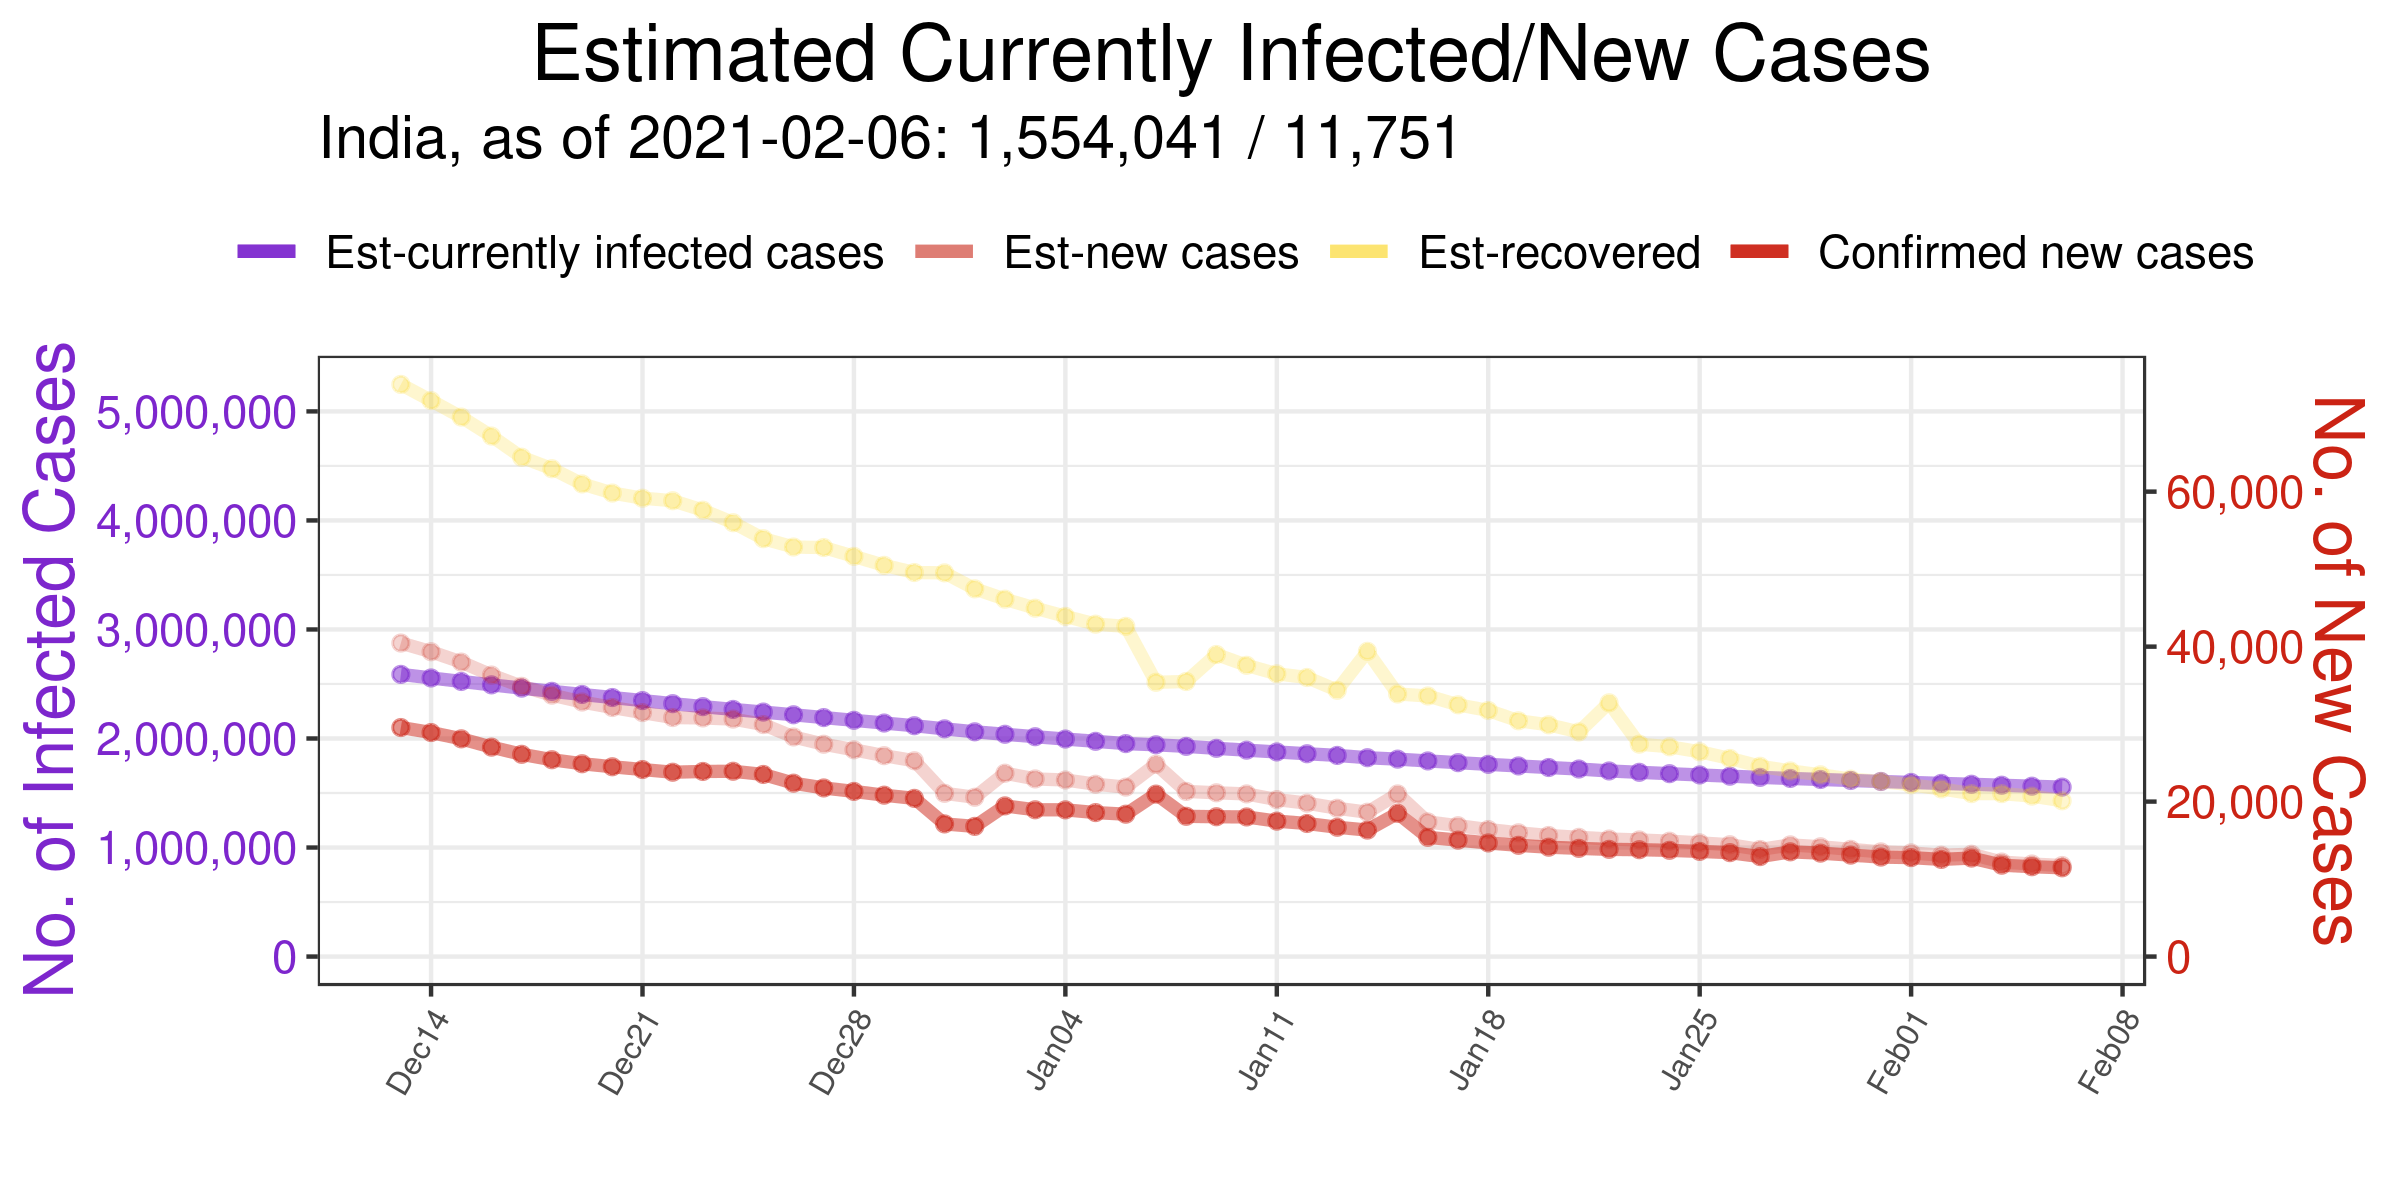 Estimated Currently Infected/New Cases
India, as of 2021-02-06: 1,554,041 / 11,751
Est-currently infected cases Est-new cases Est-recovered Confirmed new cases
No. of Infected Cases
5,000,000
4,000,000
3,000,000
2,000,000
1,000,000
0
60,000
40,000
20,000
0
No. of New Cases
Dec14 Dec21 Dec28 Jan04 Jan11 Jan18 Jan25 Feb01 Feb08